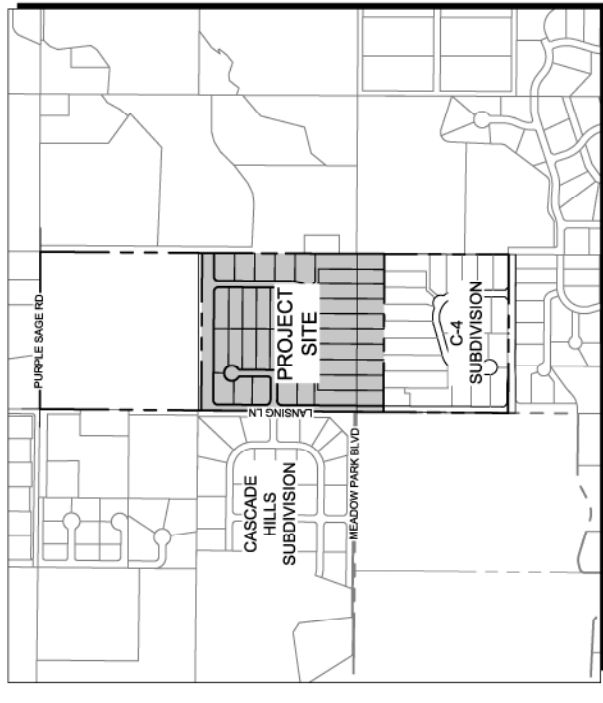 PURPLE SAGE RD
PROJECT
SITE
C-4
SUBDIVISION
LANSING LN
CASCADE
HILLS
SUBDIVISION
MEADOW PARK BLVD